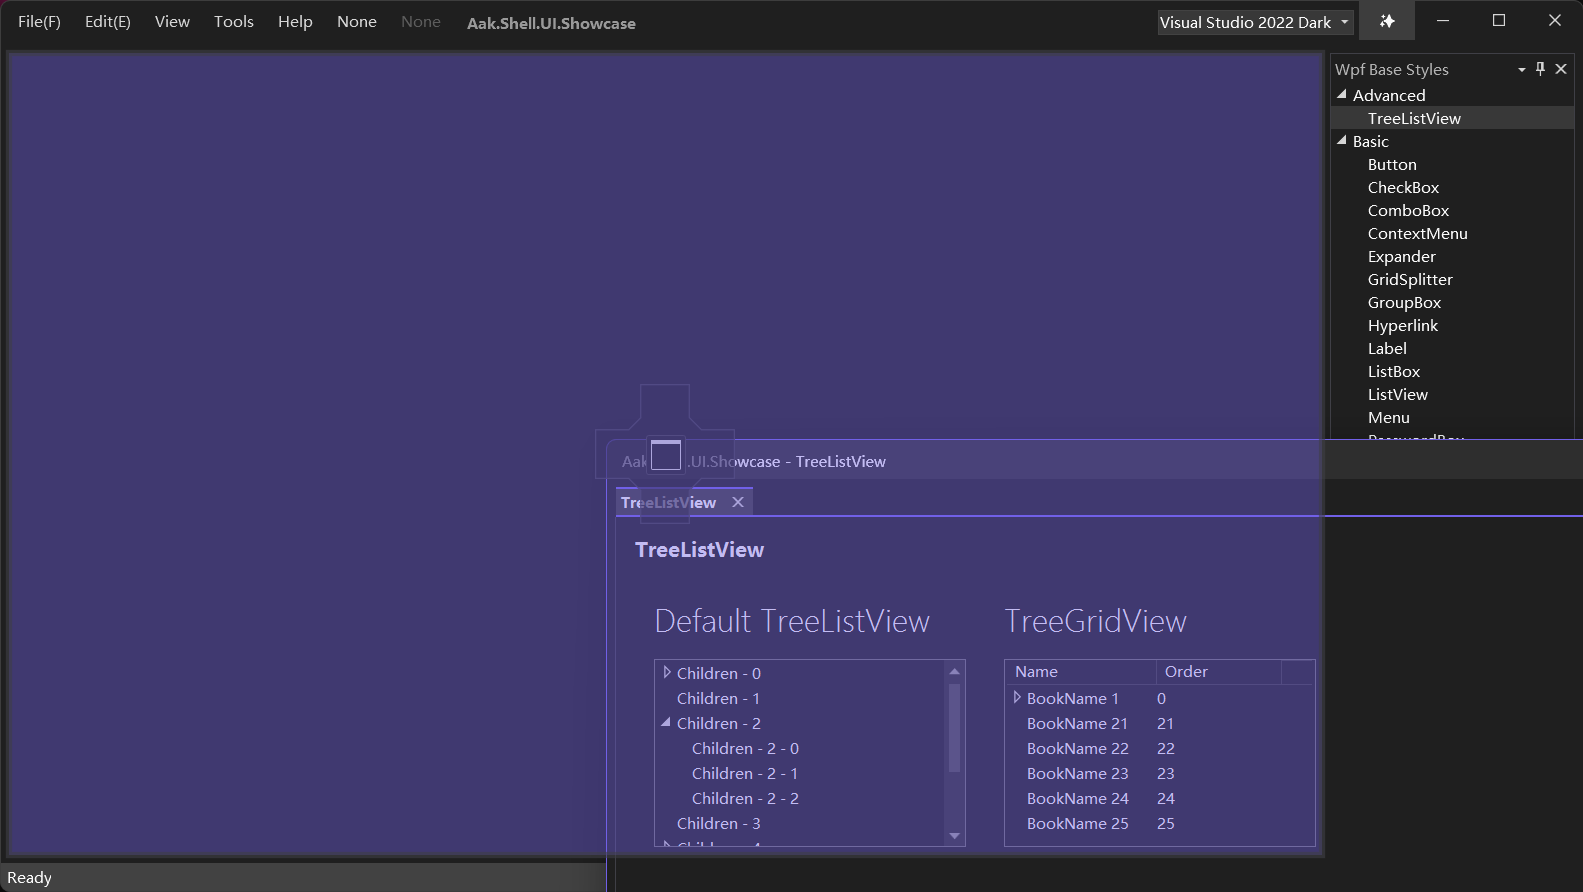 File(F) Edit(E) View Tools Help None None Aak.Shell.UI.Showcase Visual Studio 2022 Dark
Wpf Base Styles
Advanced
TreeListView
Basic
Button
CheckBox
ComboBox
ContextMenu
Expander
GridSplitter
GroupBox
Hyperlink
Label
ListBox
ListView
Menu
PasswordBox
Aak .UI.Showcase - TreeListView
TreeListView
TreeListView
Default TreeListView
Children - 0
Children - 1
Children - 2
Children - 2 - 0
Children - 2 - 1
Children - 2 - 2
Children - 3
Children - 4
TreeGridView
Name Order
BookName 1 0
BookName 21 21
BookName 22 22
BookName 23 23
BookName 24 24
BookName 25 25
Ready